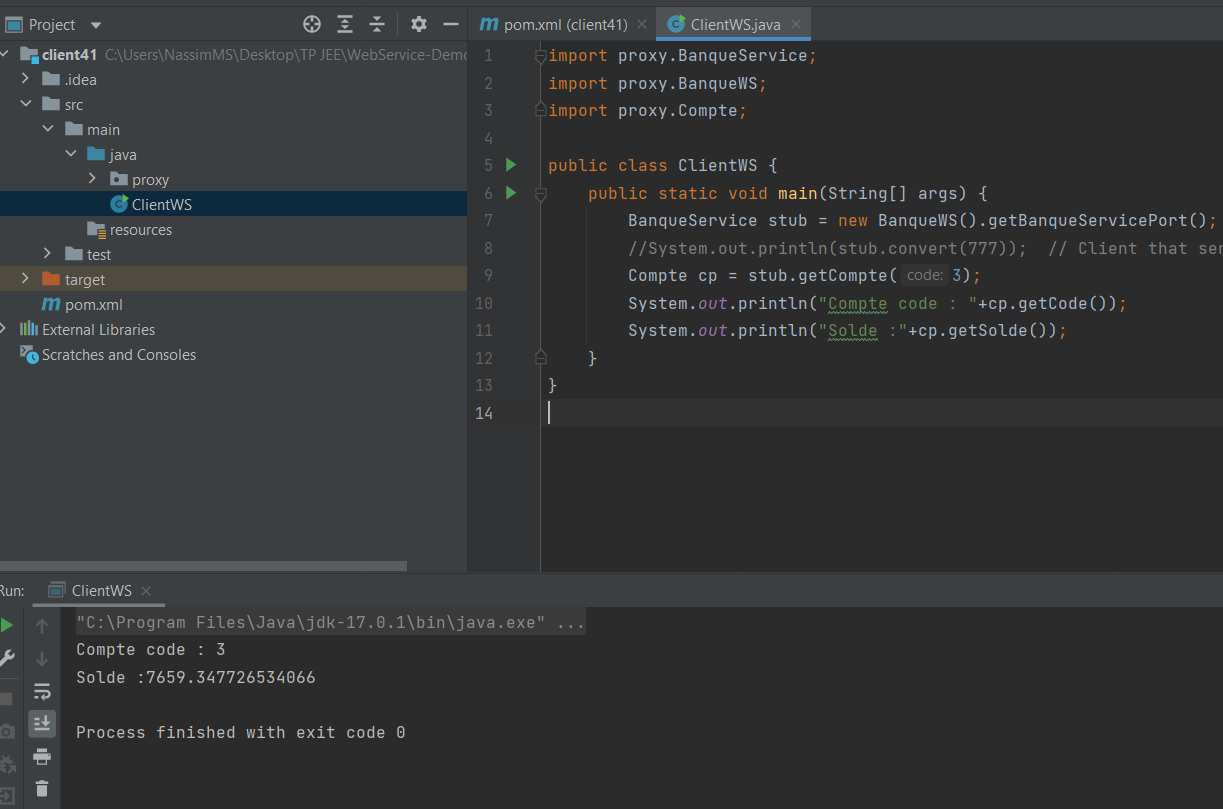 Project
client41 C:\Users\NassimMS\Desktop\TP JEE\WebService-Demo
.idea
src
main
java
proxy
ClientWS
resources
test
target
pom.xml
External Libraries
Scratches and Consoles
pom.xml (client41)
ClientWS.java
1 import proxy.BanqueService;
2 import proxy.BanqueWS;
3 import proxy.Compte;
4
5 public class ClientWS {
6 public static void main(String[] args) {
7 BanqueService stub = new BanqueWS().getBanqueServicePort();
8 //System.out.println(stub.convert(777)); // Client that
9 Compte cp = stub.getCompte( code: 3);
10 System.out.println("Compte code : "+cp.getCode());
11 System.out.println("Solde :"+cp.getSolde());
12 }
13 }
14
Run: ClientWS
"C:\Program Files\Java\jdk-17.0.1\bin\java.exe" ...
Compte code : 3
Solde :7659.347726534066
Process finished with exit code 0